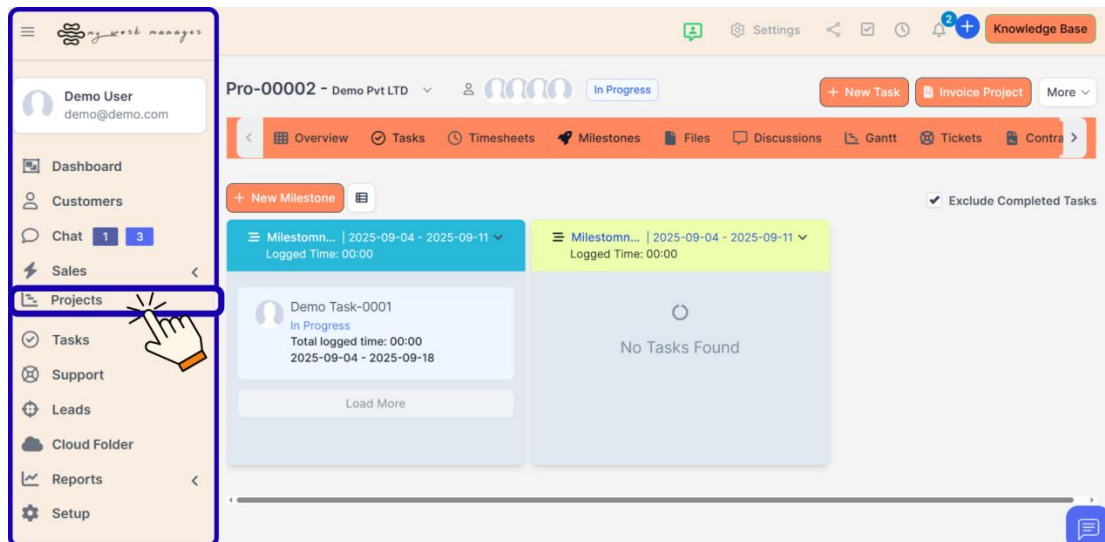 my work manager
Settings
2
Knowledge Base
Demo User
demo@demo.com
Pro-00002 - Demo Pvt LTD
In Progress
+ New Task
Invoice Project
More
Overview
Tasks
Timesheets
Milestones
Files
Discussions
Gantt
Tickets
Contra
Dashboard
Customers
Chat 1 3
Sales
Projects
Tasks
Support
Leads
Cloud Folder
Reports
Setup
+ New Milestone
Exclude Completed Tasks
Milestomn... | 2025-09-04 - 2025-09-11
Logged Time: 00:00
Demo Task-0001
In Progress
Total logged time: 00:00
2025-09-04 - 2025-09-18
Load More
Milestomn... | 2025-09-04 - 2025-09-11
Logged Time: 00:00
No Tasks Found